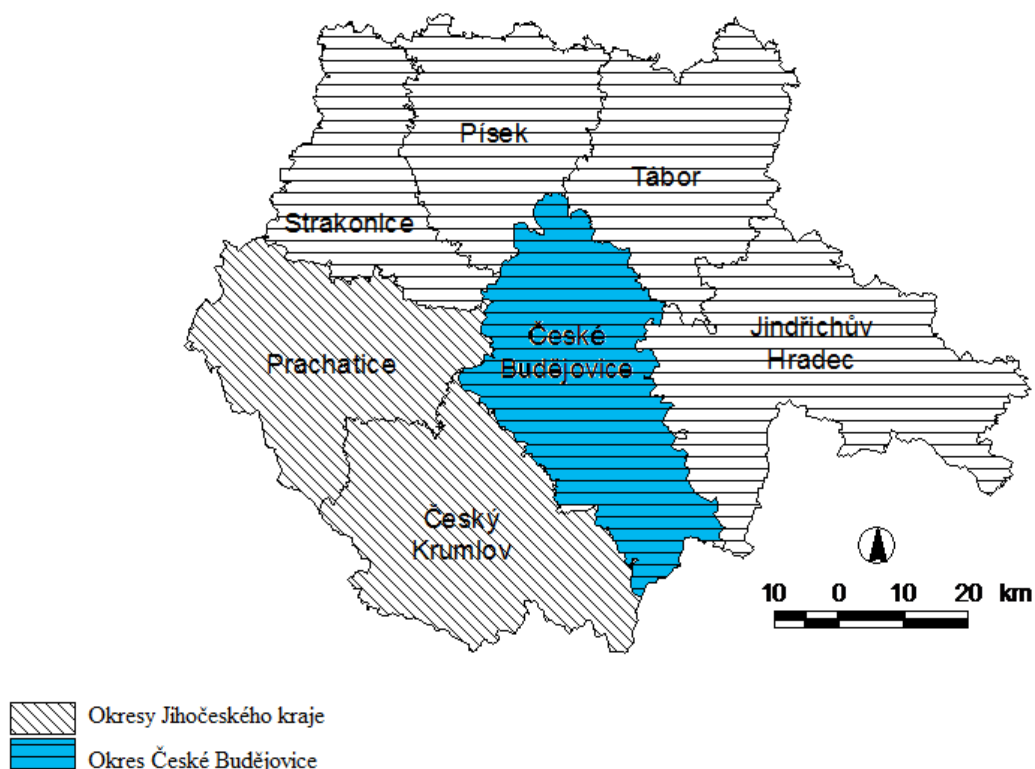 Písek
Tábor
Strakonice
Jindřichův
Hradec
České
Budějovice
Prachatice
Český
Krumlov
10 0 10 20 km
Okresy Jihočeského kraje
Okres České Budějovice